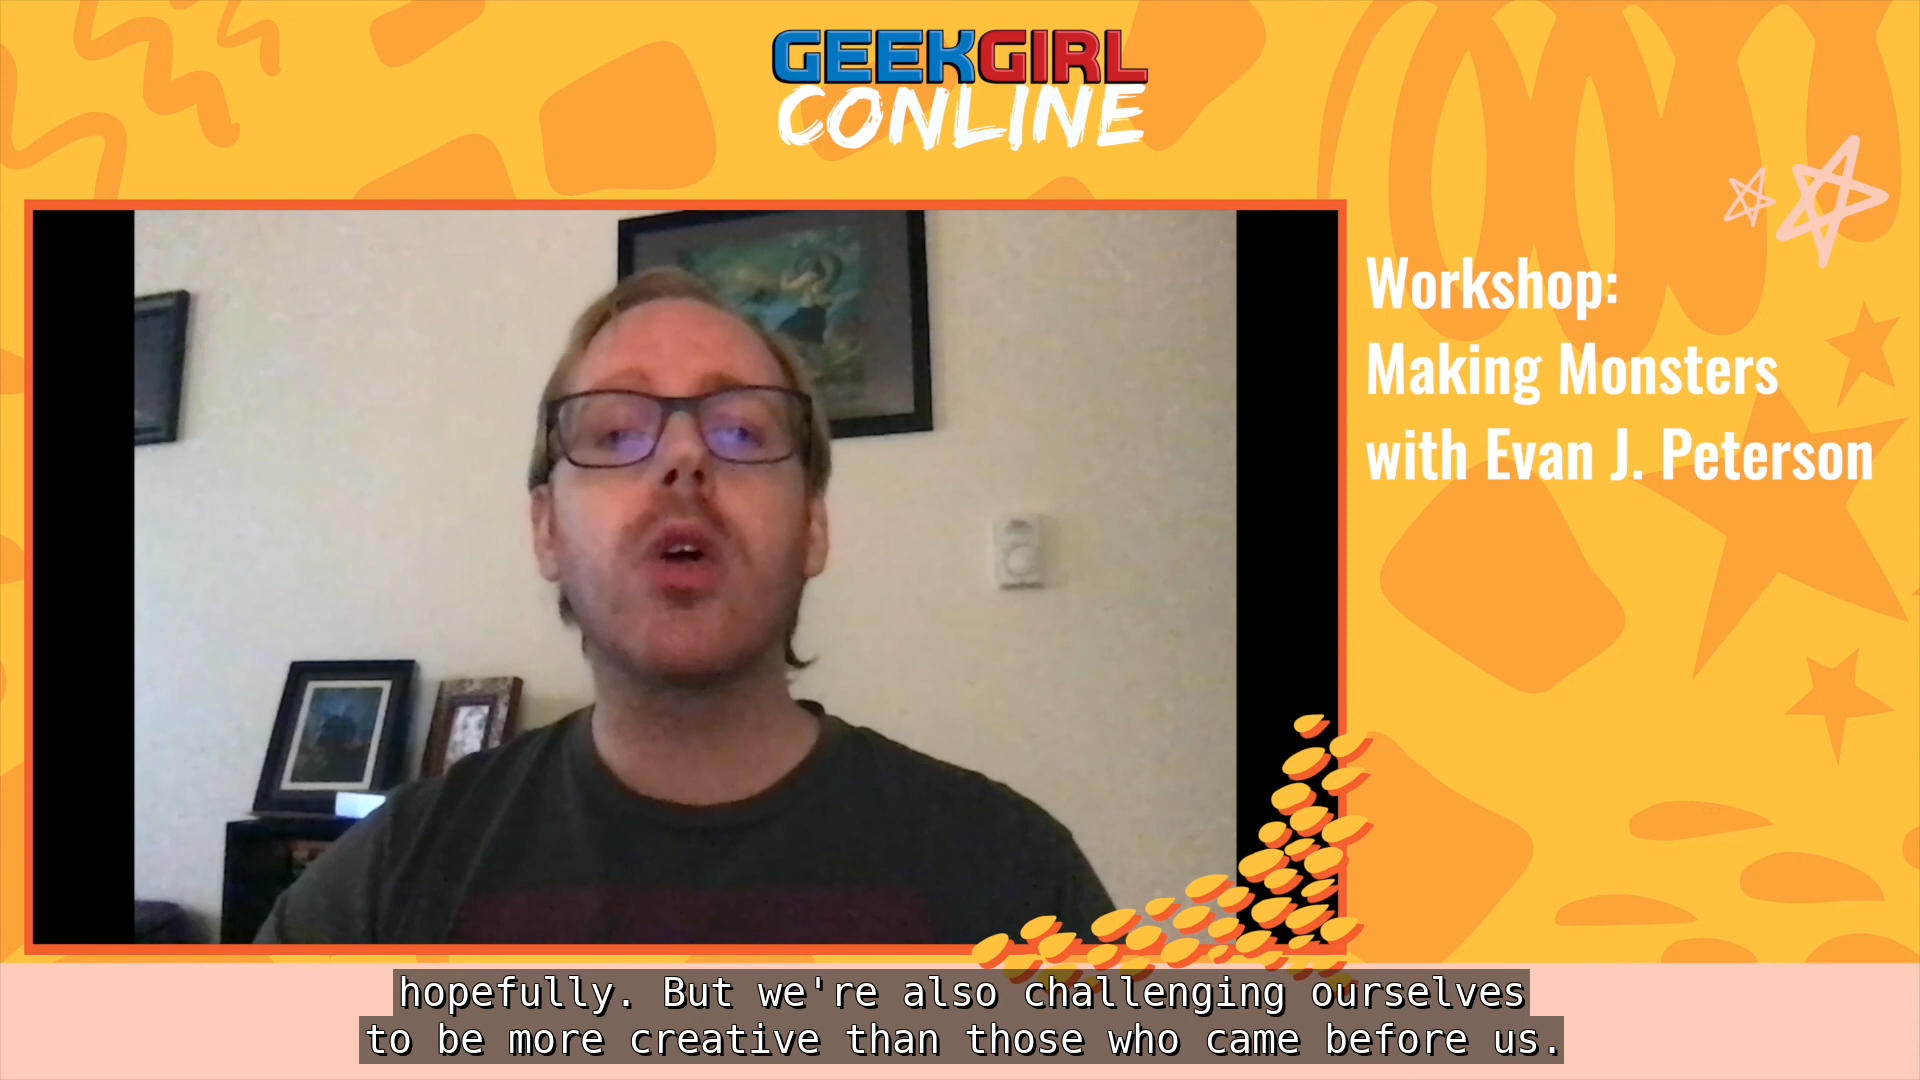 GEEKGIRL
CONLINE
Workshop:
Making Monsters
with Evan J. Peterson
hopefully. But we're also challenging ourselves
to be more creative than those who came before us.